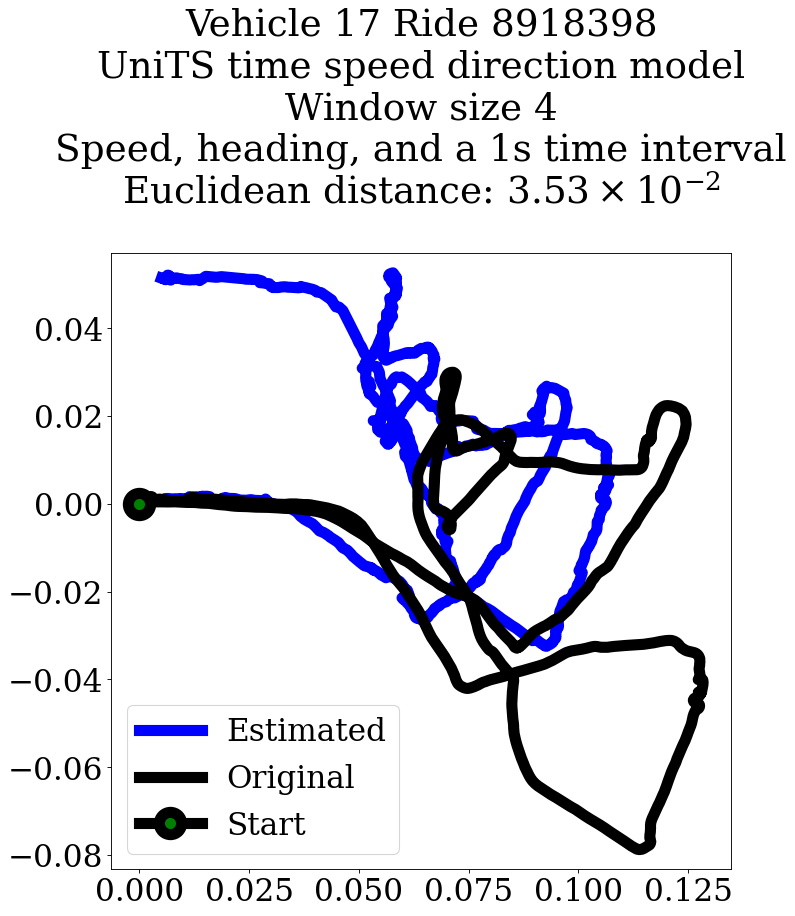 Vehicle 17 Ride 8918398
UniTS time speed direction model
Window size 4
Speed, heading, and a 1s time interval
Euclidean distance: 3.53 × 10⁻²
0.04
0.02
0.00
−0.02
−0.04
−0.06
−0.08
Estimated
Original
Start
0.000 0.025 0.050 0.075 0.100 0.125